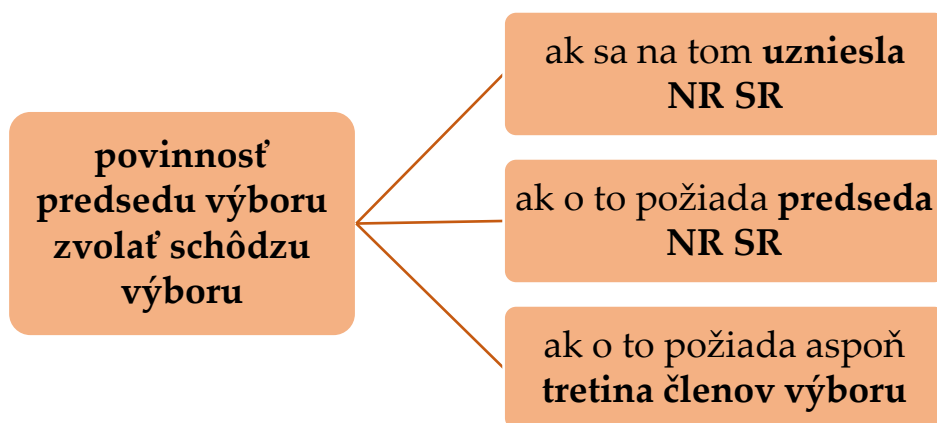 povinnosť
predsedu výboru
zvolať schôdzu
výboru
ak sa na tom uzniesla
NR SR
ak o to požiada predseda
NR SR
ak o to požiada aspoň
tretina členov výboru